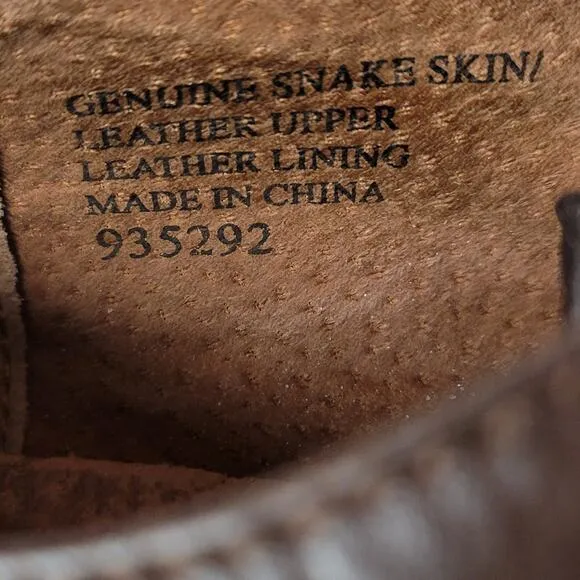 GENUINE SNAKE SKIN/
LEATHER UPPER
LEATHER LINING
MADE IN CHINA
935292